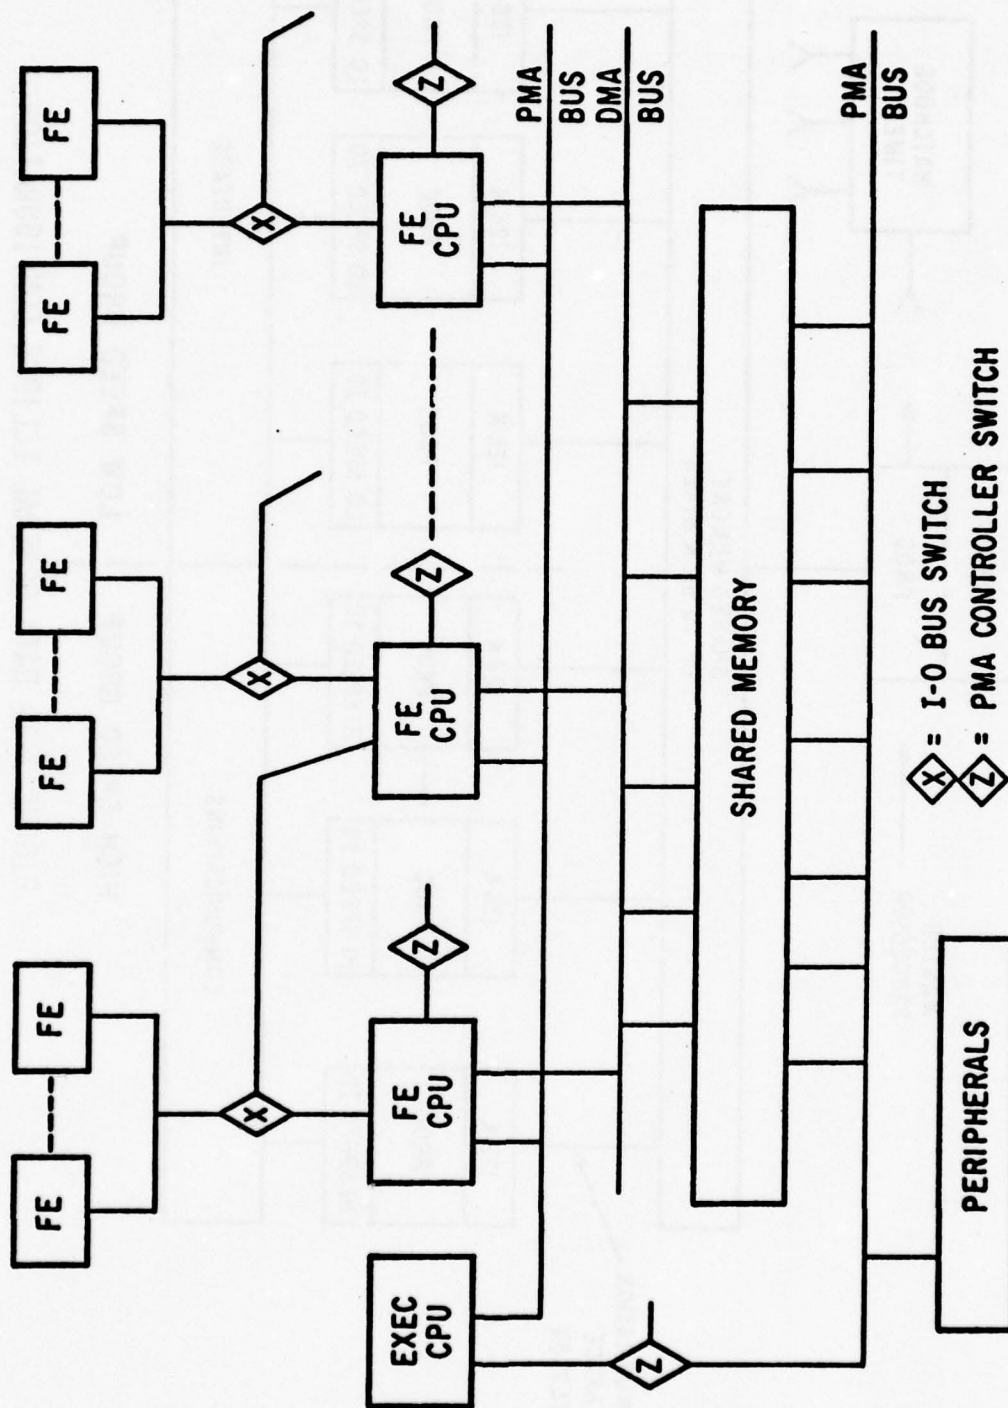 FE
FE
FE
FE
FE
FE
X
X
X
EXEC
CPU
FE
CPU
Z
FE
CPU
Z
FE
CPU
Z
PMA
BUS
DMA
BUS
Z
SHARED MEMORY
PMA
BUS
X = I-O BUS SWITCH
Z = PMA CONTROLLER SWITCH
PERIPHERALS